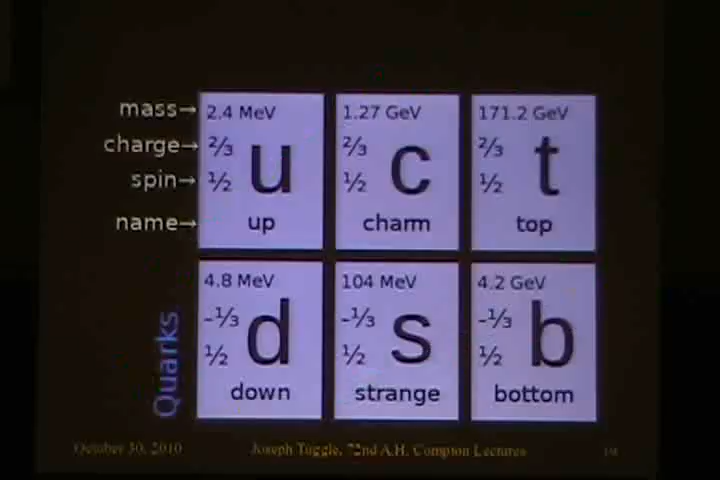 mass→ 2.4 MeV 1.27 GeV 171.2 GeV
charge→ ⅔ ⅔ ⅔
spin→ ½ u ½ c ½ t
name→ up charm top
4.8 MeV 104 MeV 4.2 GeV
-⅓ -⅓ -⅓
½ d ½ s ½ b
down strange bottom
Quarks
October 30, 2010 Joseph Tuggle, 72nd A.H. Compton Lectures